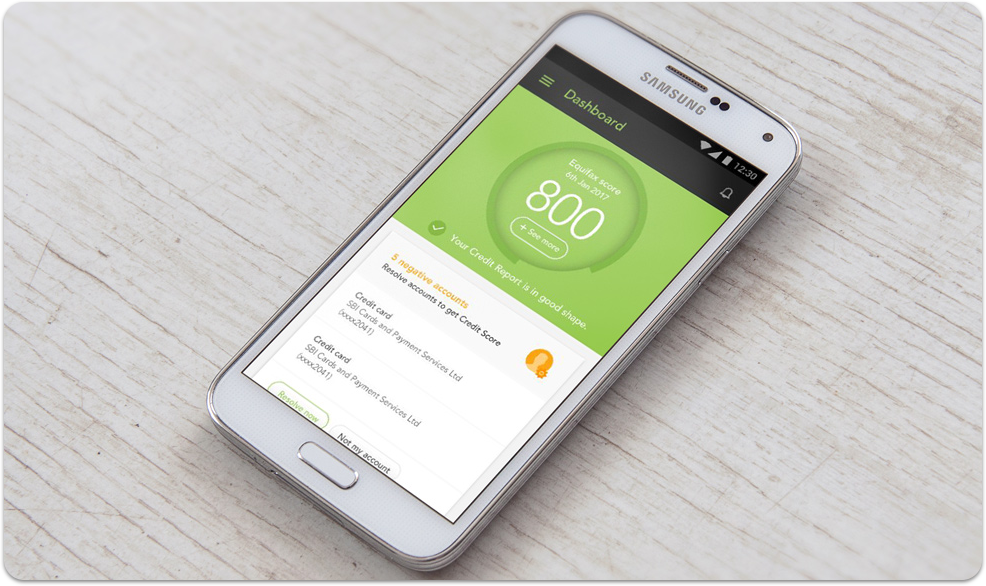 SAMSUNG
12:30
Dashboard
Equifax score
6th Jan 2017
800
+ See more
Your Credit Report is in good shape.
5 negative accounts
Resolve accounts to get Credit Score
Credit card
SBI Cards and Payment Services Ltd
(xxxx2041)
Credit card
SBI Cards and Payment Services Ltd
(xxxx2041)
Resolve now
Not my account